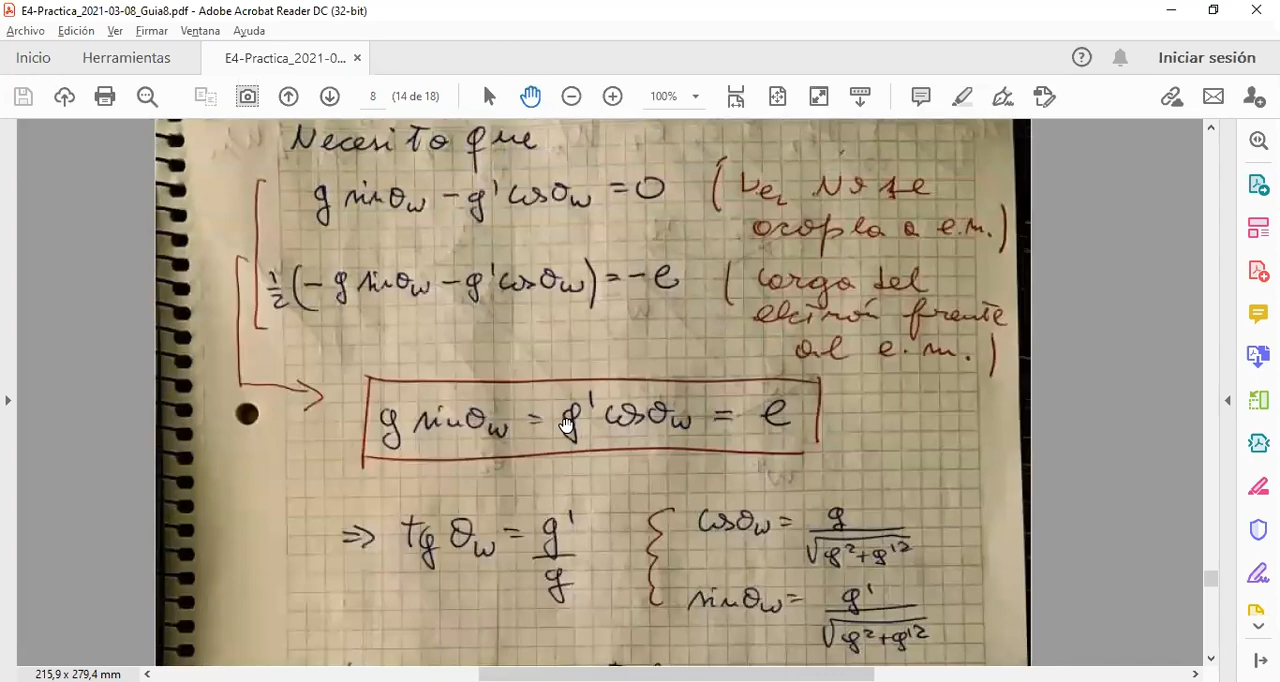 E4-Practica_2021-03-08_Guia8.pdf - Adobe Acrobat Reader DC (32-bit)
Archivo Edición Ver Firmar Ventana Ayuda
Inicio Herramientas E4-Practica_2021-0... × Iniciar sesión
8 (14 de 18) 100%
Necesito que
g sinθw - g' cosθw = 0 (νe, No se
acopla a e.m.)
1/2(-g sinθw - g' cosθw) = -e (carga del
electrón frente
al e.m.)
g sinθw = g' cosθw = e
⇒ tg θw = g'/g { cosθw = g/√(g²+g'²)
sinθw = g'/√(g²+g'²)
215,9 x 279,4 mm